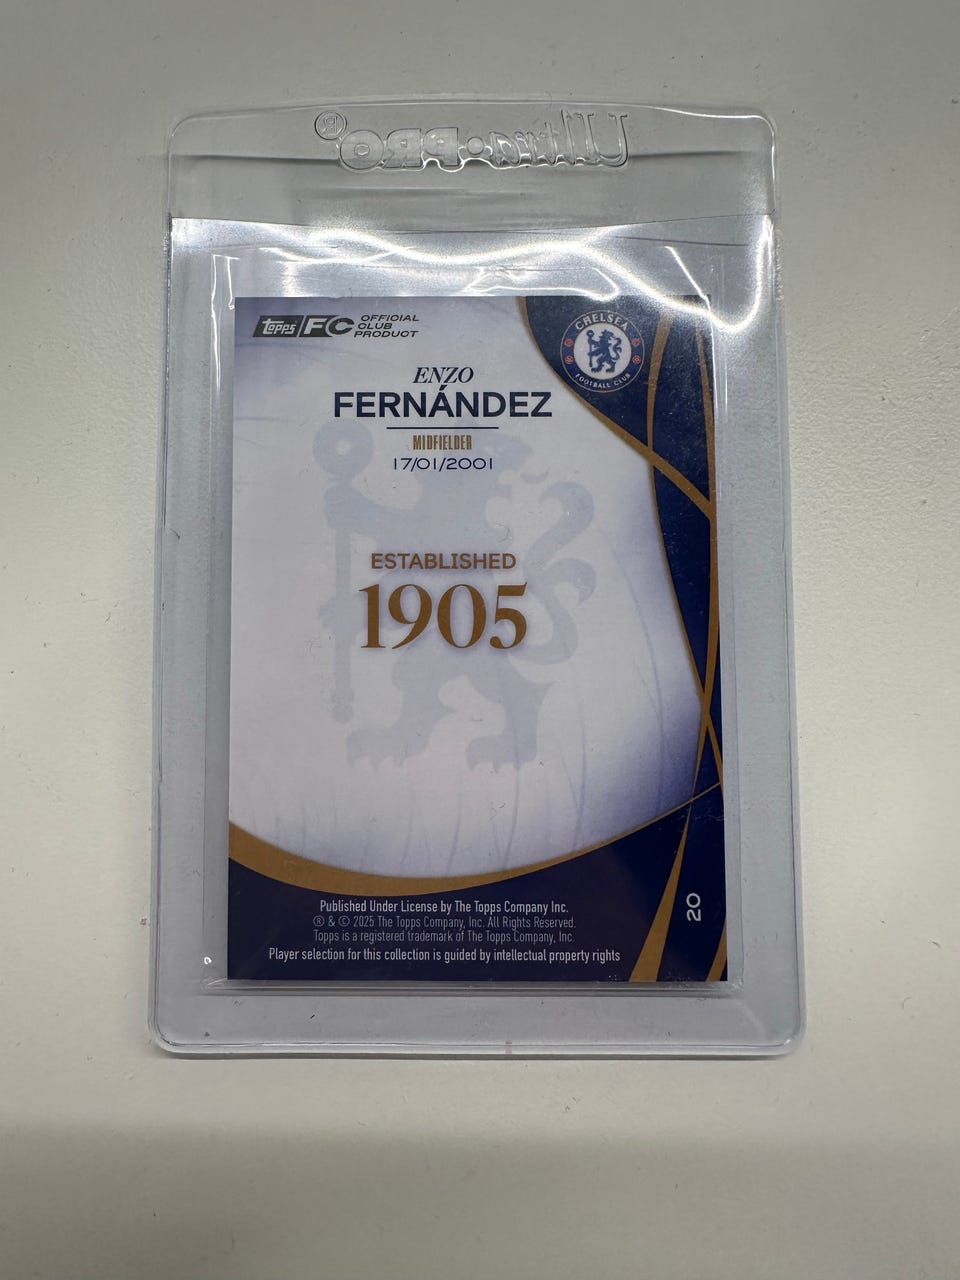 Ultra·PRO®
topps FC OFFICIAL
CLUB
PRODUCT
CHELSEA
FOOTBALL CLUB
ENZO
FERNÁNDEZ
MIDFIELDER
17/01/2001
ESTABLISHED
1905
Published Under License by The Topps Company Inc.
® & © 2025 The Topps Company, Inc. All Rights Reserved.
Topps is a registered trademark of The Topps Company, Inc.
Player selection for this collection is guided by intellectual property rights
20